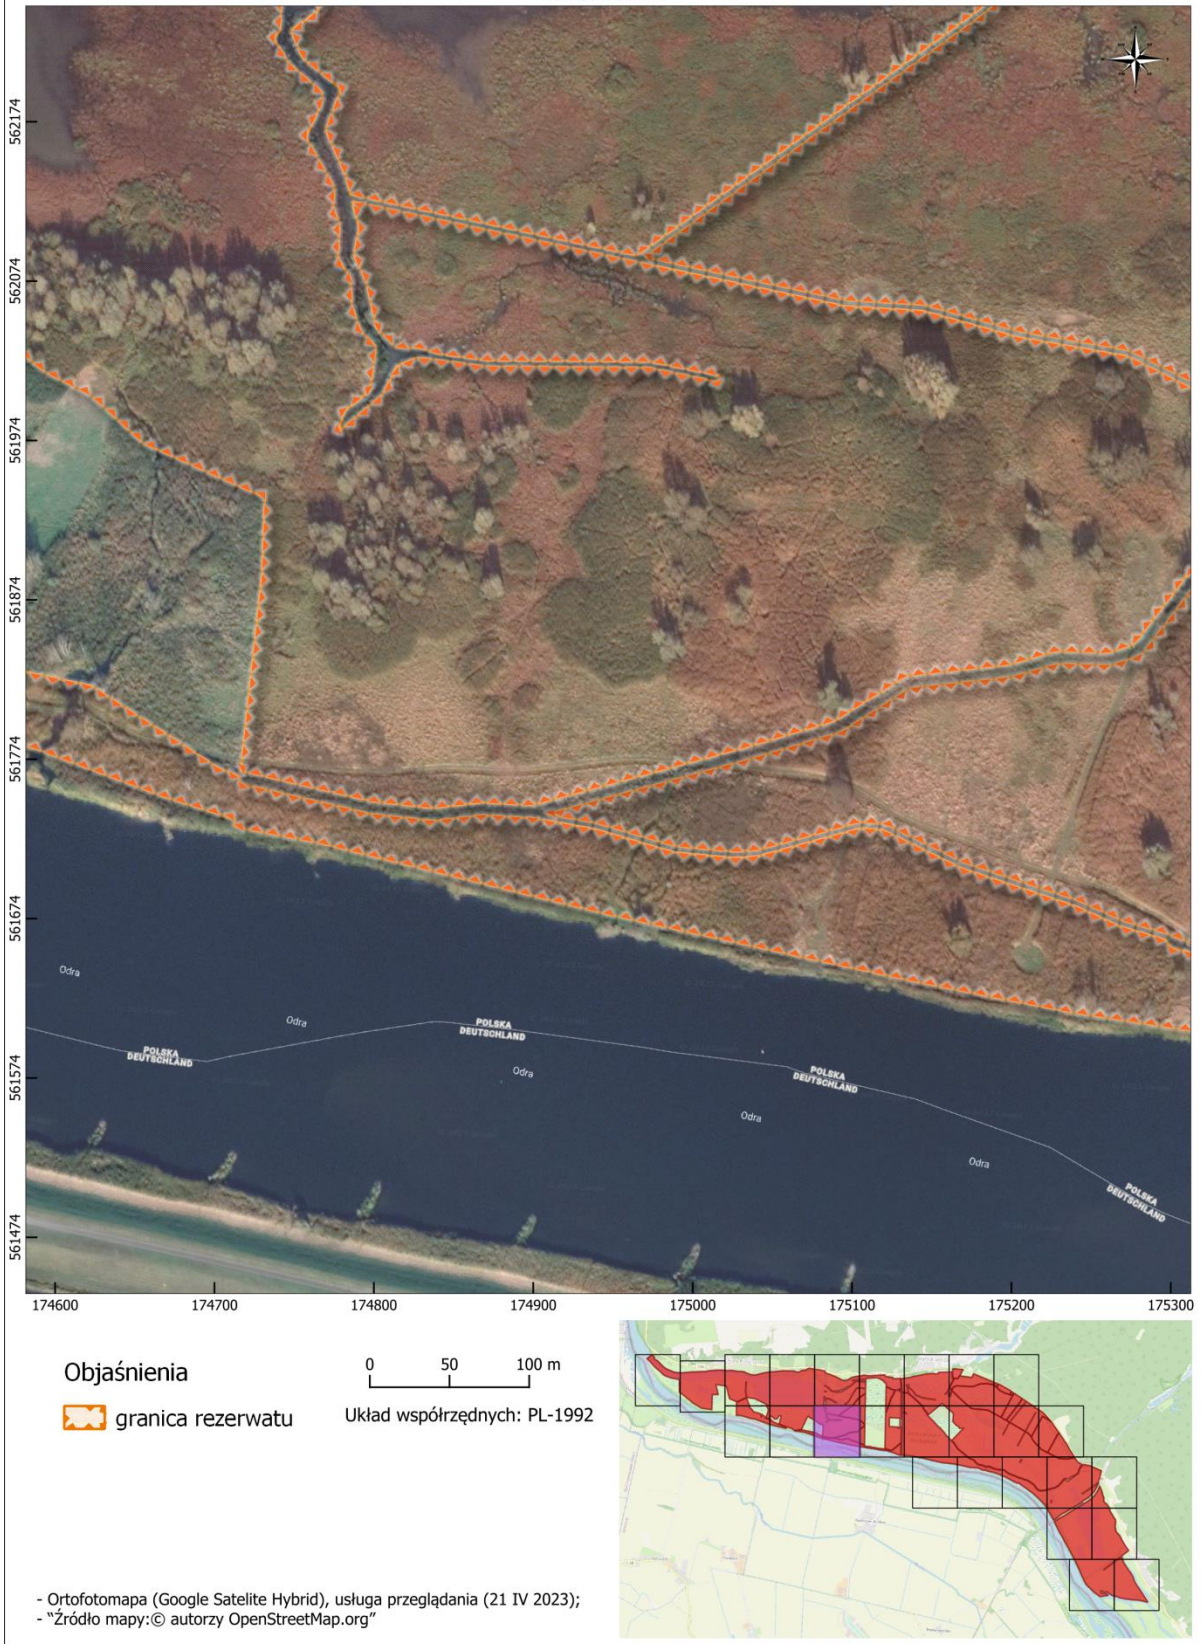 562174
562074
561974
561874
561774
561674
561574
561474
Odra
Odra
POLSKA
DEUTSCHLAND
POLSKA
DEUTSCHLAND
Odra
POLSKA
DEUTSCHLAND
Odra
Odra
POLSKA
DEUTSCHLAND
174600 174700 174800 174900 175000 175100 175200 175300
Objaśnienia
granica rezerwatu
0 50 100 m
Układ współrzędnych: PL-1992
- Ortofotomapa (Google Satelite Hybrid), usługa przeglądania (21 IV 2023);
- “Źródło mapy:© autorzy OpenStreetMap.org”